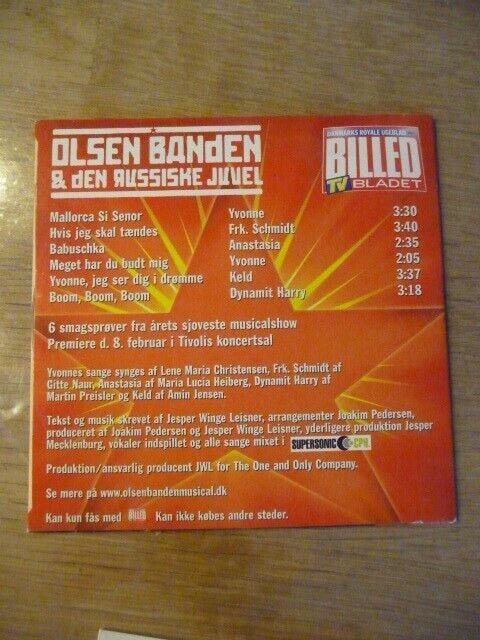 OLSEN BANDEN
& DEN RUSSISKE JUVEL
DANMARKS ROYALE UGEBLAD
BILLED
TV BLADET
Mallorca Si Senor Yvonne 3:30
Hvis jeg skal tændes Frk. Schmidt 3:40
Babuschka Anastasia 2:35
Meget har du budt mig Yvonne 2:05
Yvonne, jeg ser dig i drømme Keld 3:37
Boom, Boom, Boom Dynamit Harry 3:18
6 smagsprøver fra årets sjoveste musicalshow
Premiere d. 8. februar i Tivolis koncertsal
Yvonnes sange synges af Lene Maria Christensen, Frk. Schmidt af
Gitte Naur, Anastasia af Maria Lucia Heiberg, Dynamit Harry af
Martin Preisler og Keld af Amin Jensen.
Tekst og musik skrevet af Jesper Winge Leisner, arrangementer Joakim Pedersen,
produceret af Joakim Pedersen og Jesper Winge Leisner, yderligere produktion Jesper
Mecklenburg, vokaler indspillet og alle sange mixet i SUPERSONIC CPH.
Produktion/ansvarlig producent JWL for The One and Only Company.
Se mere på www.olsenbandenmusical.dk
Kan kun fås med BILLED Kan ikke købes andre steder.